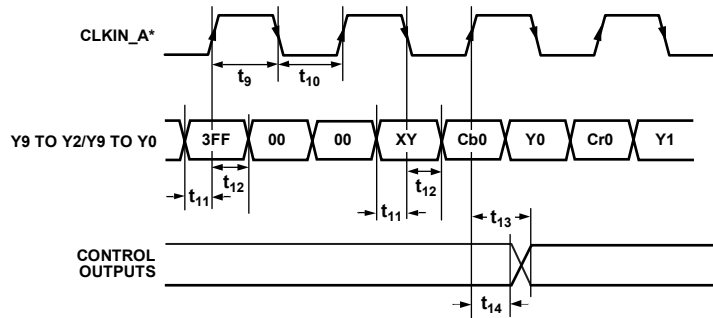 CLKIN_A*
t9
t10
Y9 TO Y2/Y9 TO Y0
3FF
00
00
XY
Cb0
Y0
Cr0
Y1
t11
t12
t11
t12
t13
CONTROL
OUTPUTS
t14